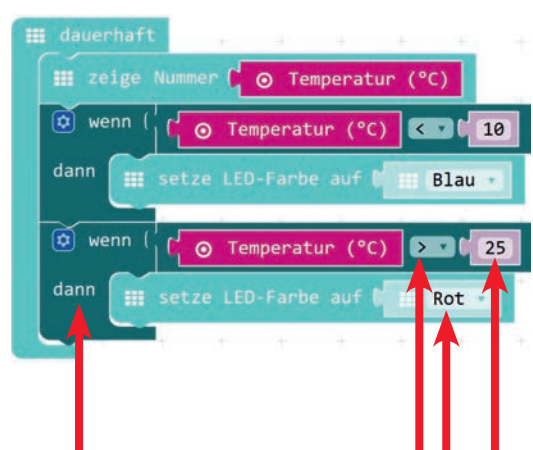 dauerhaft
zeige Nummer Temperatur (°C)
wenn ( Temperatur (°C) < 10
dann setze LED-Farbe auf Blau
wenn ( Temperatur (°C) > 25
dann setze LED-Farbe auf Rot